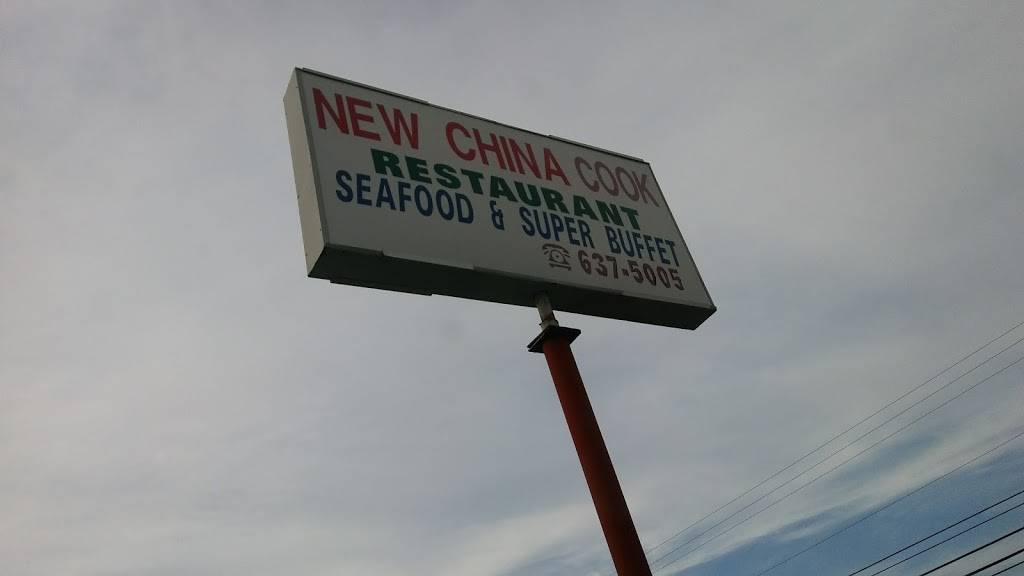 NEW CHINA COOK
RESTAURANT
SEAFOOD & SUPER BUFFET
☎ 637-5005